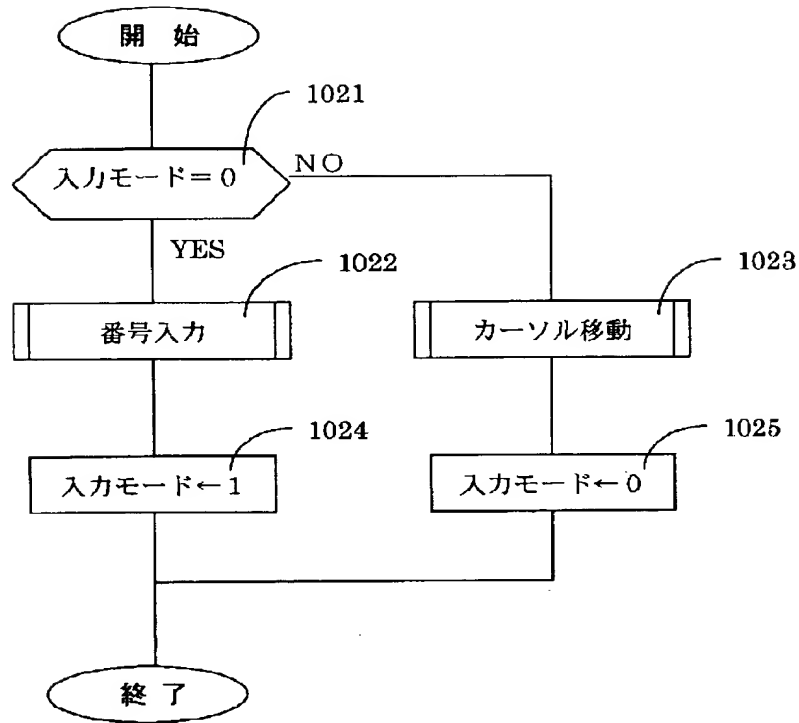 開 始
1021
入力モード＝0
NO
YES
1022
1023
番号入力
カーソル移動
1024
1025
入力モード←1
入力モード←0
終 了